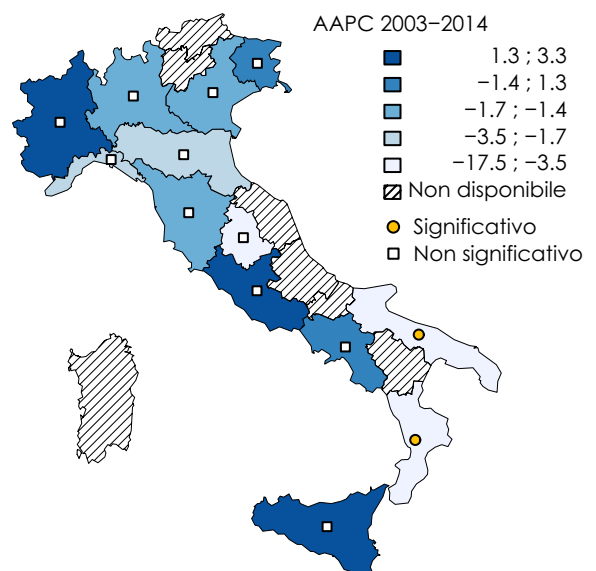 AAPC 2003−2014
1.3 ; 3.3
−1.4 ; 1.3
−1.7 ; −1.4
−3.5 ; −1.7
−17.5 ; −3.5
Non disponibile
Significativo
Non significativo